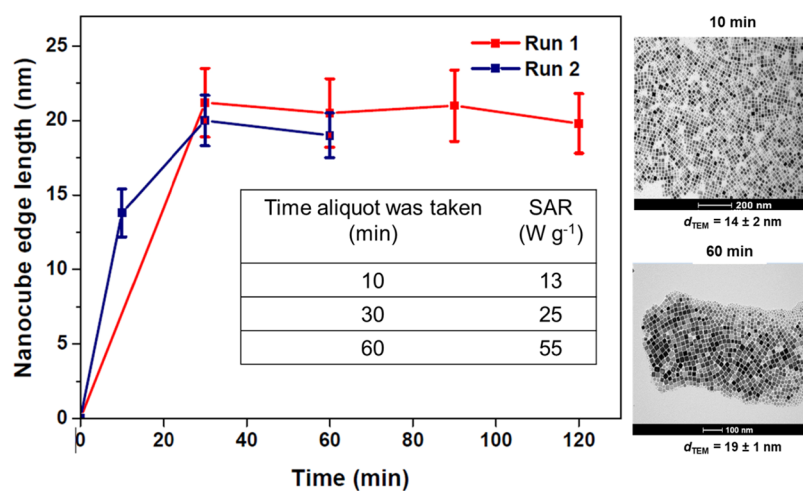 Nanocube edge length (nm)
25
20
15
10
5
0
0
20
40
60
80
100
120
Time (min)
Run 1
Run 2
Time aliquot was taken (min)
SAR (W g⁻¹)
10
13
30
25
60
55
10 min
200 nm
d_TEM = 14 ± 2 nm
60 min
100 nm
d_TEM = 19 ± 1 nm